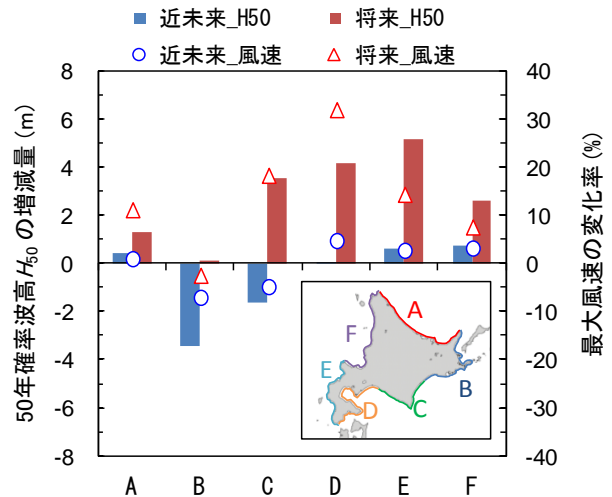 近未来_H50 将来_H50
近未来_風速 将来_風速
50年確率波高H50 の増減量 (m)
8
6
4
2
0
-2
-4
-6
-8
40
30
20
10
0
-10
-20
-30
-40
最大風速の変化率 (%)
A B C D E F
A
F
E
B
D
C